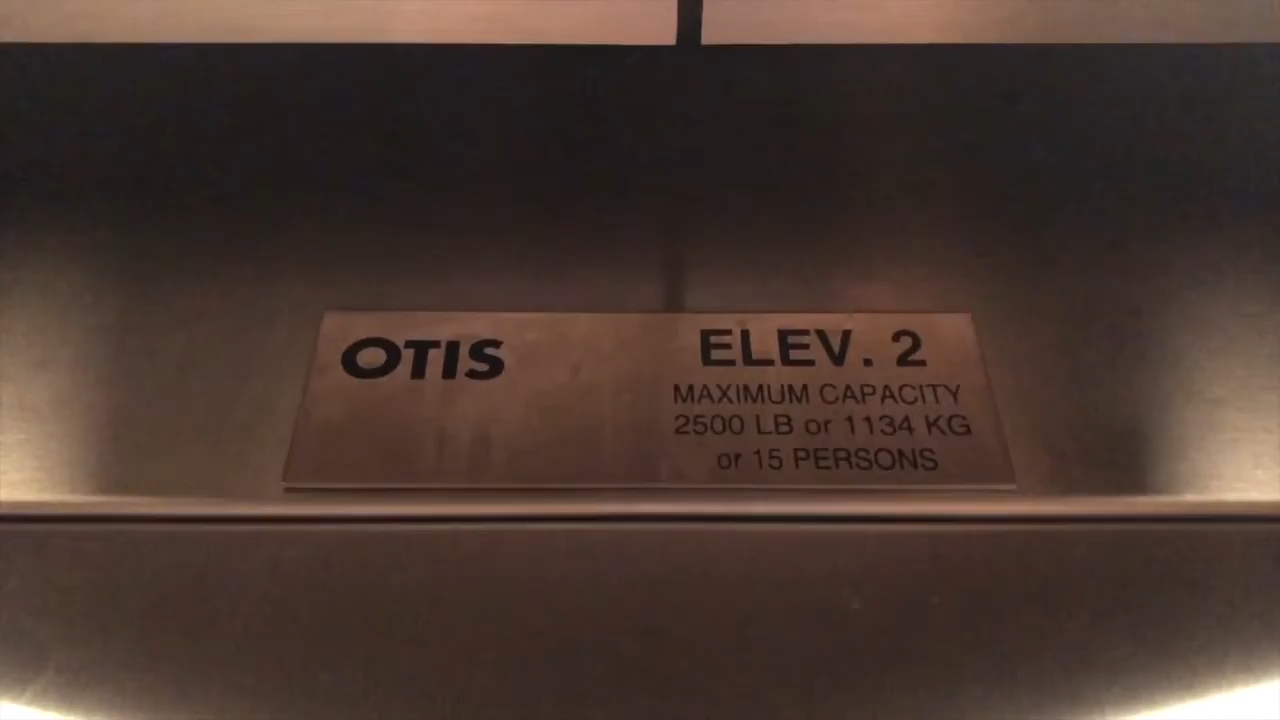 OTIS
ELEV. 2
MAXIMUM CAPACITY
2500 LB or 1134 KG
or 15 PERSONS